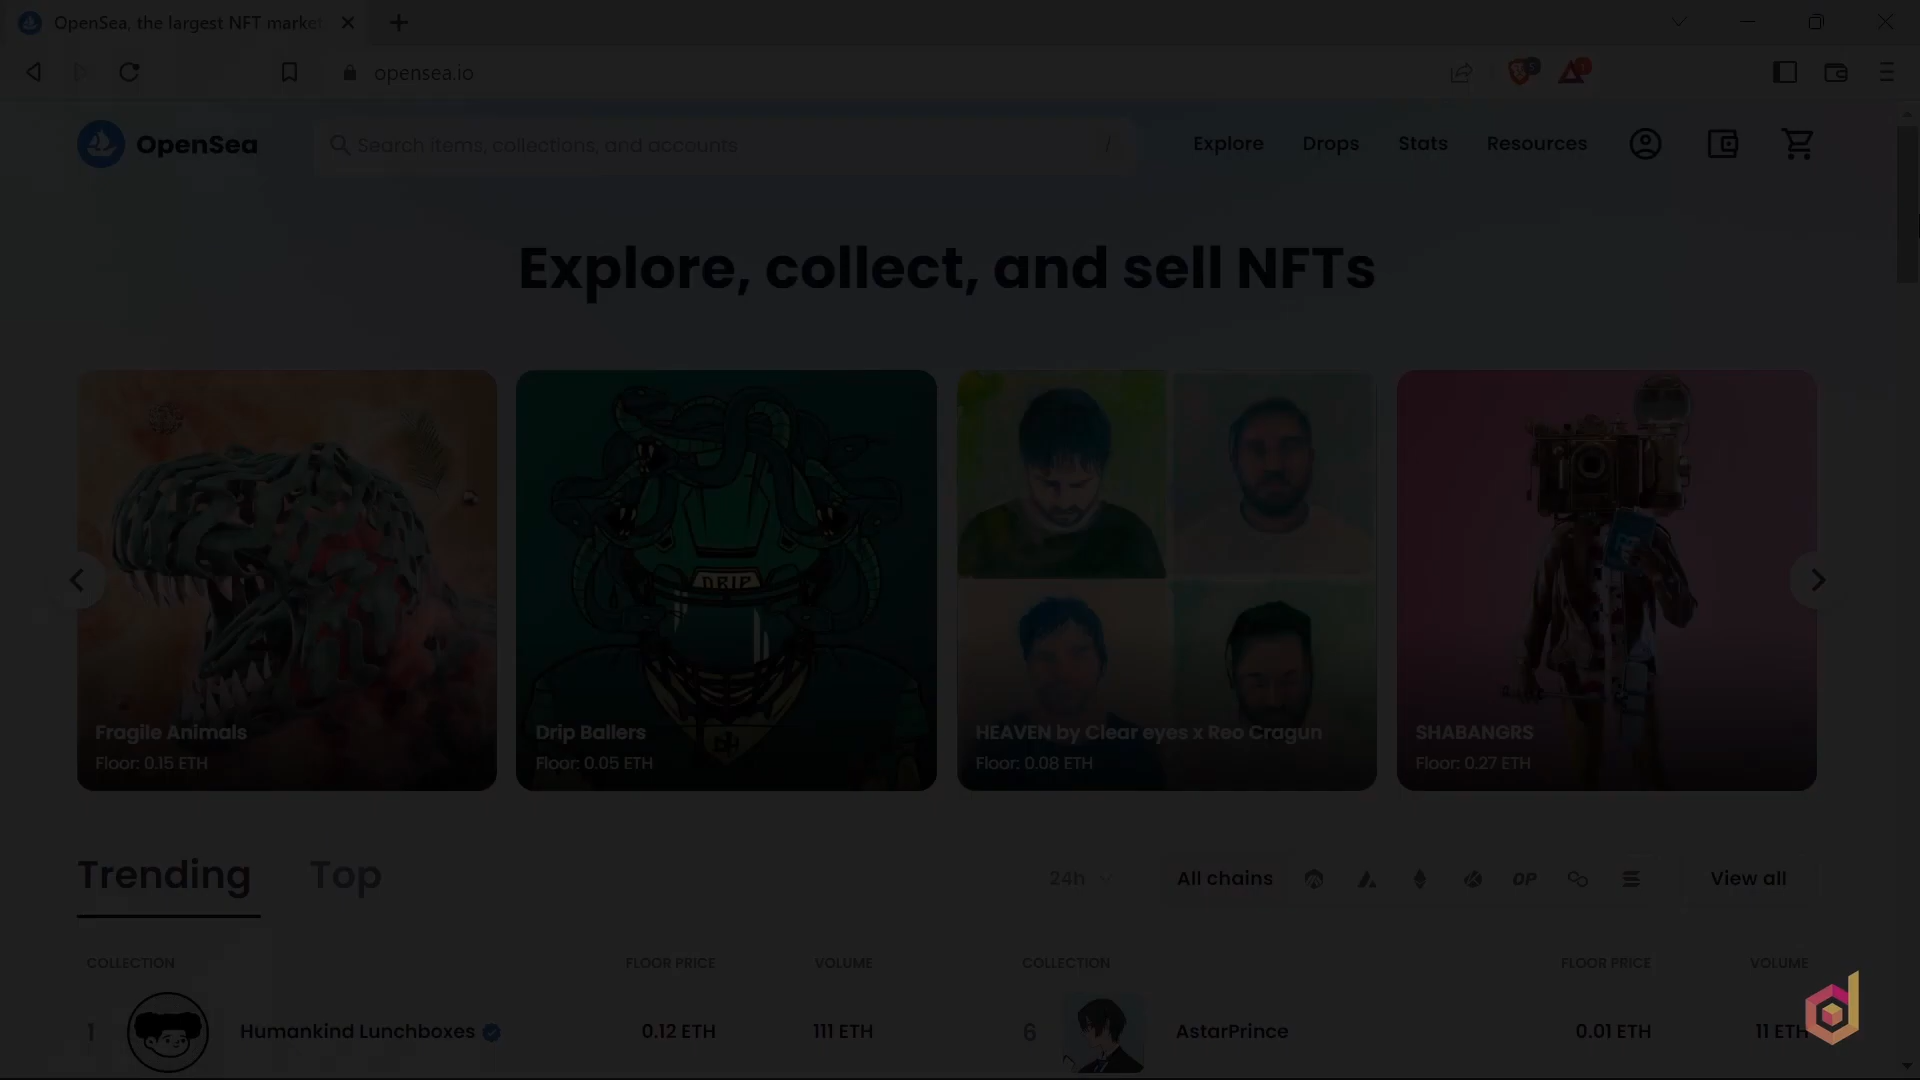 OpenSea, the largest NFT market
opensea.io
OpenSea
Search items, collections, and accounts
/
Explore
Drops
Stats
Resources
Explore, collect, and sell NFTs
DRIP
Fragile Animals
Floor: 0.15 ETH
Drip Ballers
Floor: 0.05 ETH
HEAVEN by Clear eyes x Reo Cragun
Floor: 0.08 ETH
SHABANGRS
Floor: 0.27 ETH
Trending
Top
24h
All chains
OP
View all
COLLECTION
FLOOR PRICE
VOLUME
COLLECTION
FLOOR PRICE
VOLUME
1
Humankind Lunchboxes
0.12 ETH
111 ETH
6
AstarPrince
0.01 ETH
11 ETH